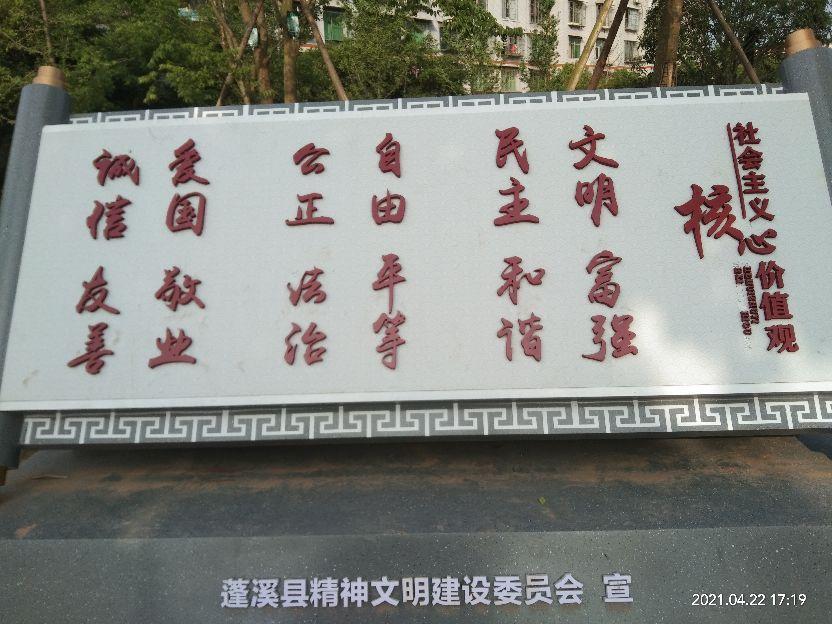 社会主义
核心价值观
文明 富强
民主 和谐
自由 平等
公正 法治
爱国 敬业
诚信 友善
蓬溪县精神文明建设委员会 宣
2021.04.22 17:19